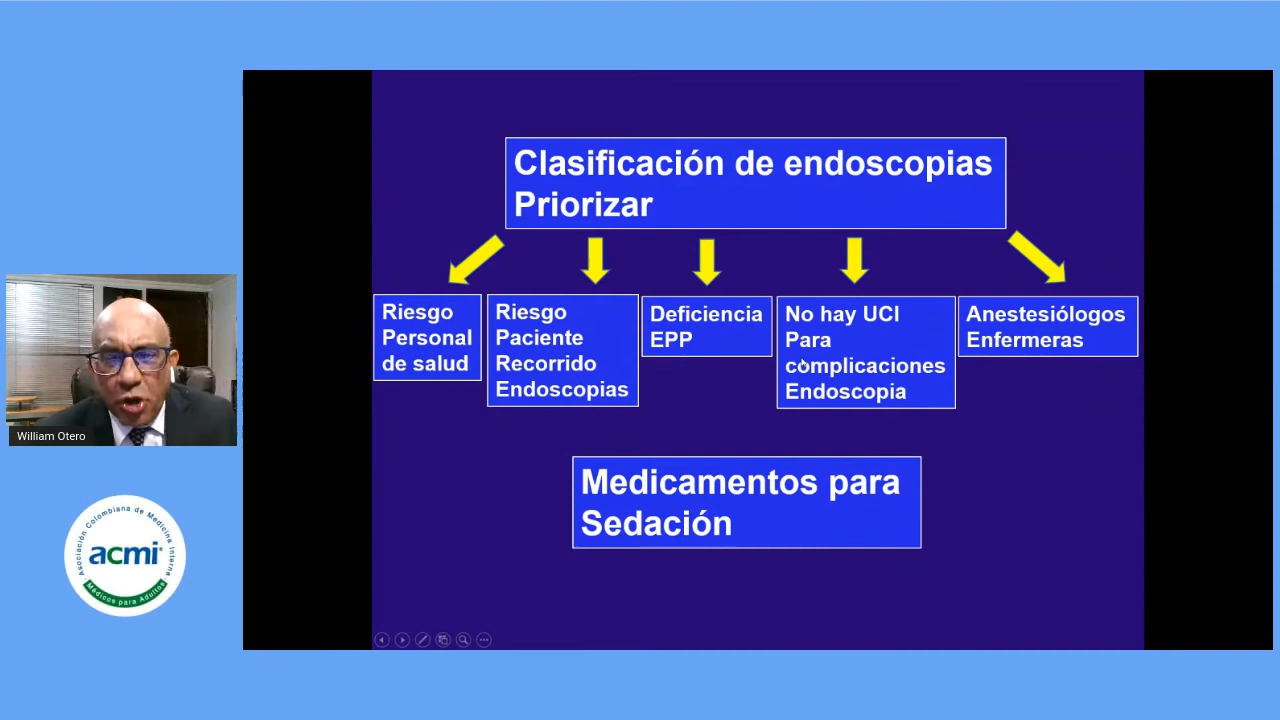 Clasificación de endoscopias
Priorizar
Riesgo
Personal
de salud
Riesgo
Paciente
Recorrido
Endoscopias
Deficiencia
EPP
No hay UCI
Para
complicaciones
Endoscopia
Anestesiólogos
Enfermeras
Medicamentos para
Sedación
William Otero
Asociación Colombiana de Medicina Interna
acmi
Médicos para Adultos